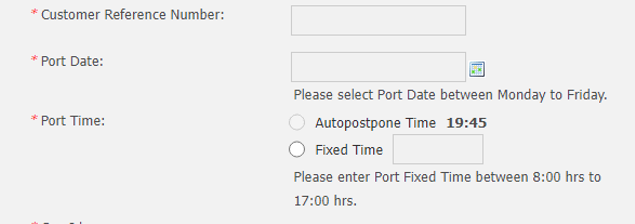 * Customer Reference Number:
* Port Date:
Please select Port Date between Monday to Friday.
* Port Time:
Autopostpone Time 19:45
Fixed Time
Please enter Port Fixed Time between 8:00 hrs to
17:00 hrs.